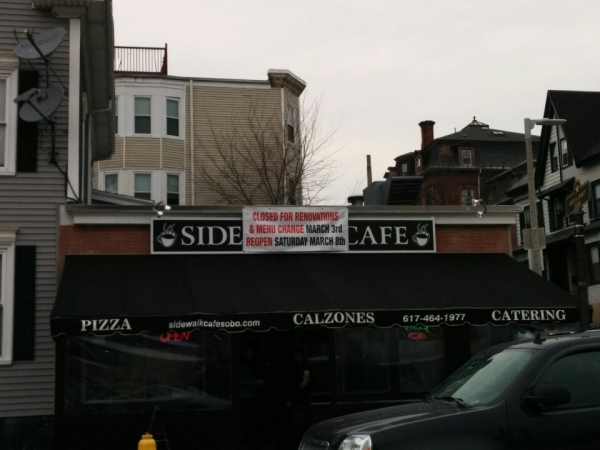 CLOSED FOR RENOVATIONS
& MENU CHANGE MARCH 3rd
REOPEN SATURDAY MARCH 8th
SIDE CAFE
PIZZA sidewalkcafesobo.com CALZONES 617-464-1977 CATERING
OPEN